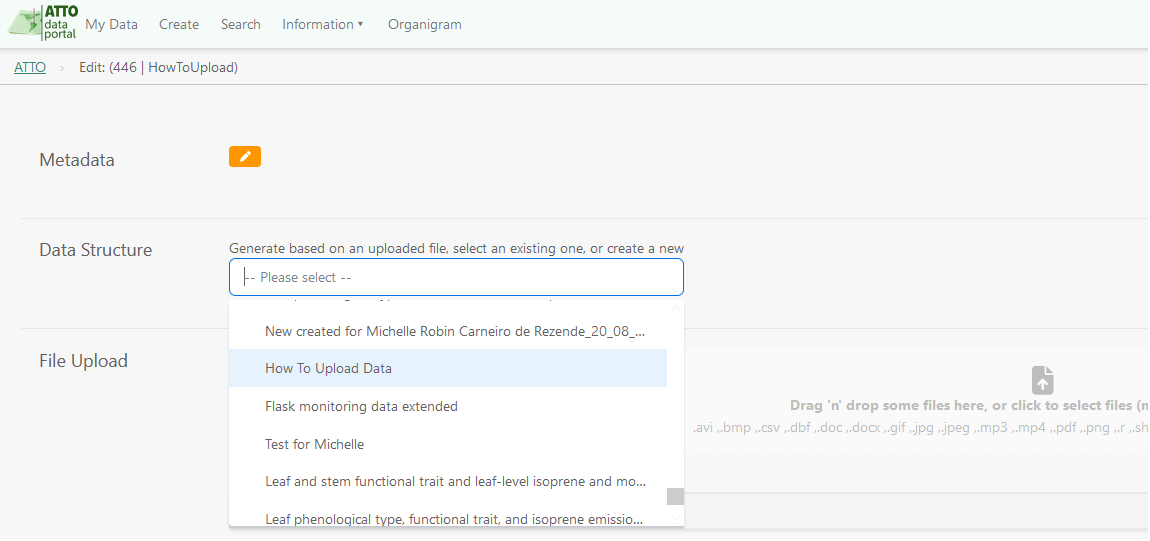 ATTO
data
portal
My Data Create Search Information ▾ Organigram
ATTO › Edit: (446 | HowToUpload)
Metadata
Data Structure
Generate based on an uploaded file, select an existing one, or create a new
-- Please select --
New created for Michelle Robin Carneiro de Rezende_20_08_...
How To Upload Data
Flask monitoring data extended
Test for Michelle
Leaf and stem functional trait and leaf-level isoprene and mo...
Leaf phenological type, functional trait, and isoprene emissio...
File Upload
Drag 'n' drop some files here, or click to select files (m
.avi ,.bmp ,.csv ,.dbf ,.doc ,.docx ,.gif ,.jpg ,.jpeg ,.mp3 ,.mp4 ,.pdf ,.png ,.r ,.sh